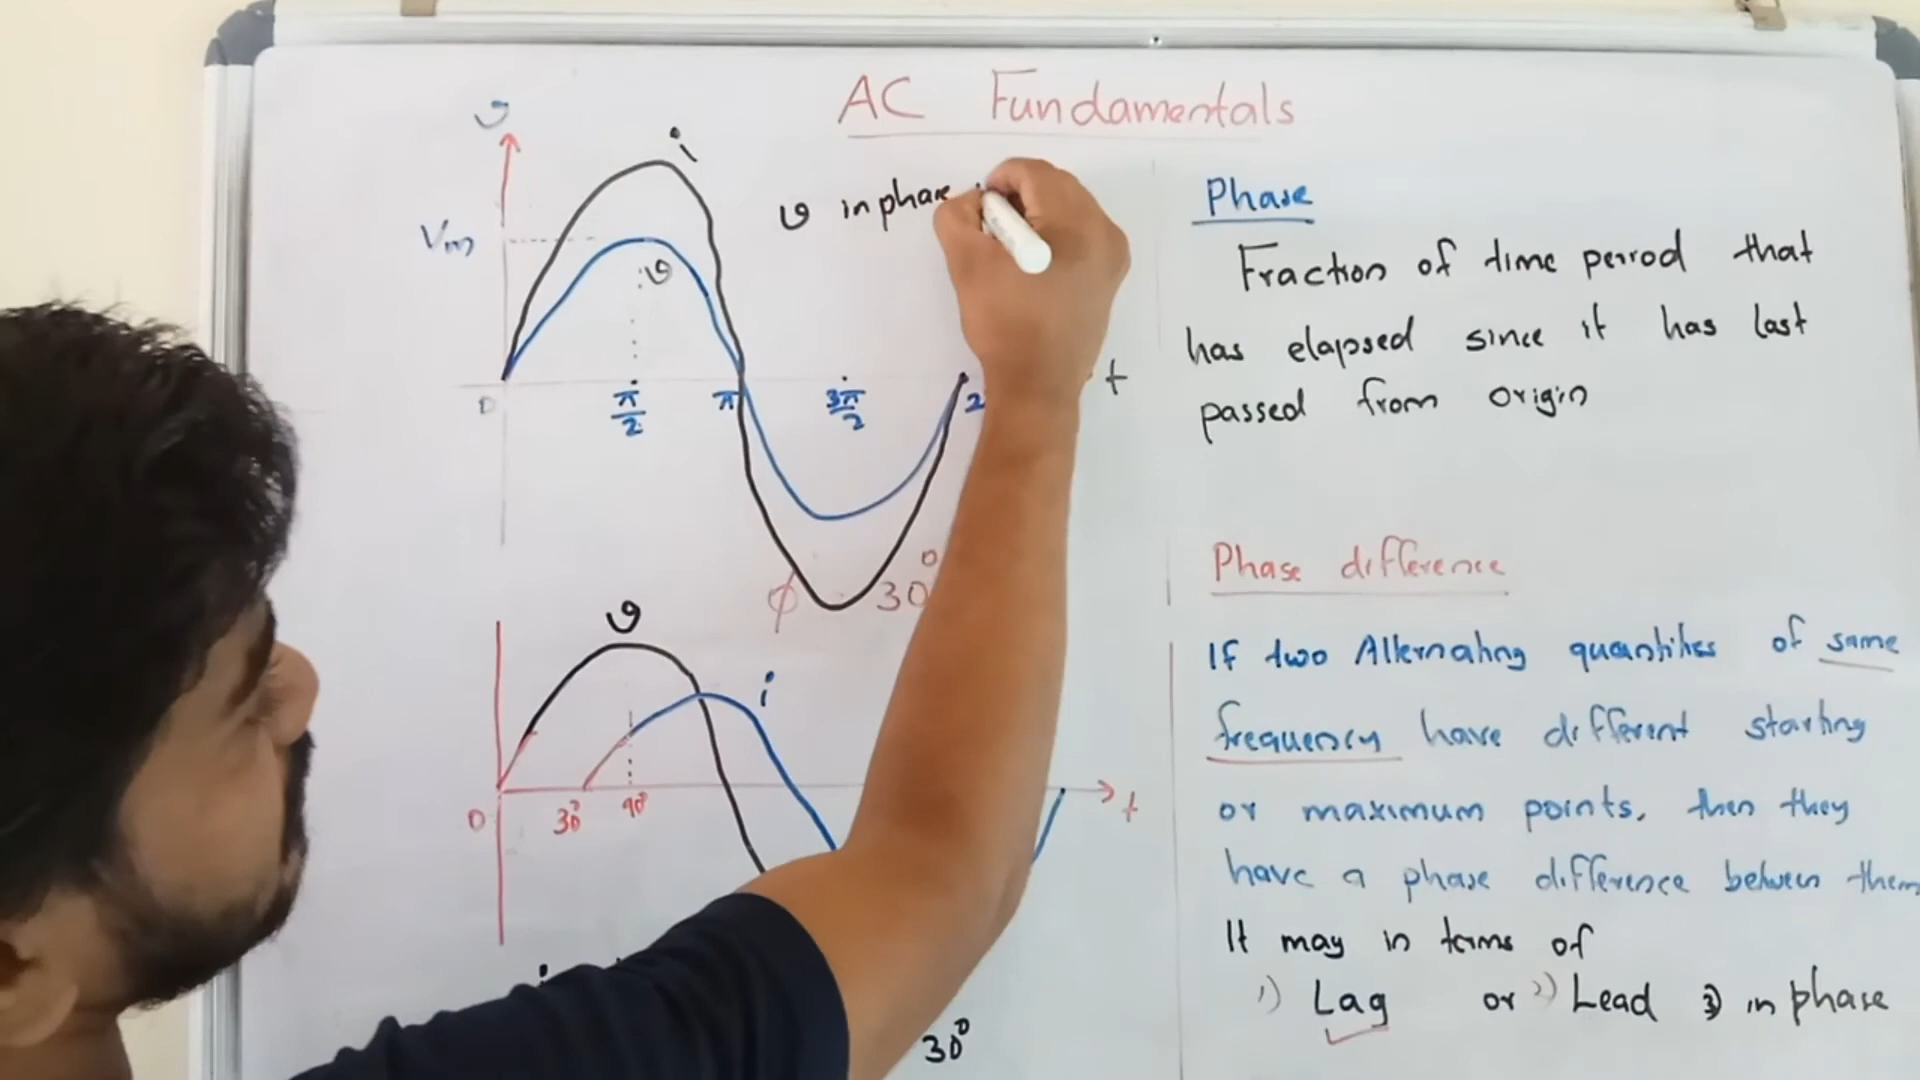 AC Fundamentals
υ
i
Vm
υ
υ in phase
0
π/2
π
3π/2
2
t
ϕ 30°
υ
i
0
30°
90°
t
30°
Phase
Fraction of time period that
has elapsed since it has last
passed from origin
Phase difference
If two Alternating quantities of same
frequency have different starting
or maximum points, then they
have a phase difference between them
It may in terms of
1) Lag or 2) Lead 3) in phase